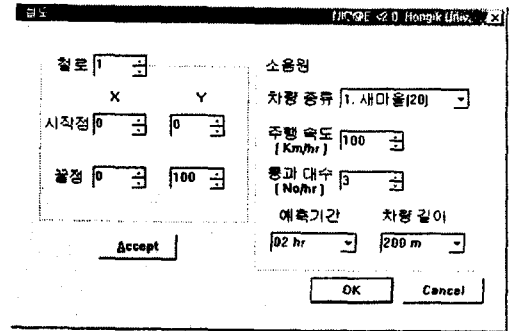 철도
NOISE v2.0 Hongik Univ.
철로 1
X Y
시작점 0 0
끝점 0 100
Accept
소음원
차량 종류 1. 새마을(20)
주행 속도 [Km/hr] 100
통과 대수 [No/hr] 3
예측기간 차량 길이
02 hr 200 m
OK Cancel